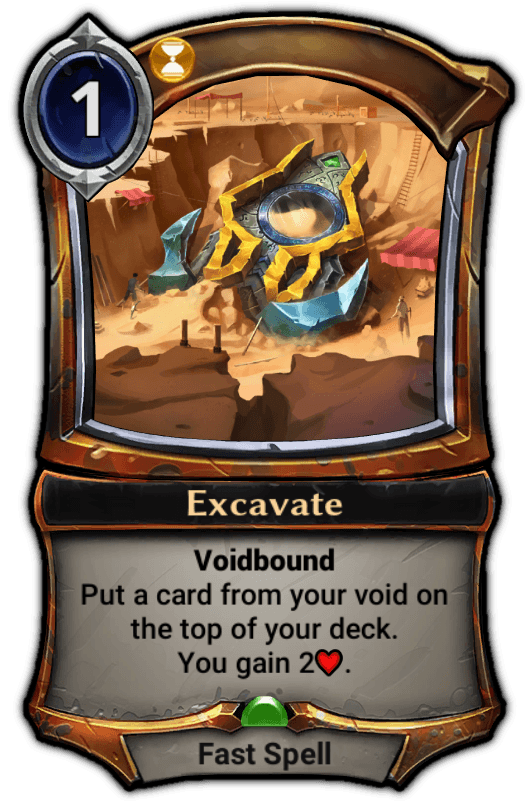 1
Excavate
Voidbound
Put a card from your void on
the top of your deck.
You gain 2❤.
Fast Spell